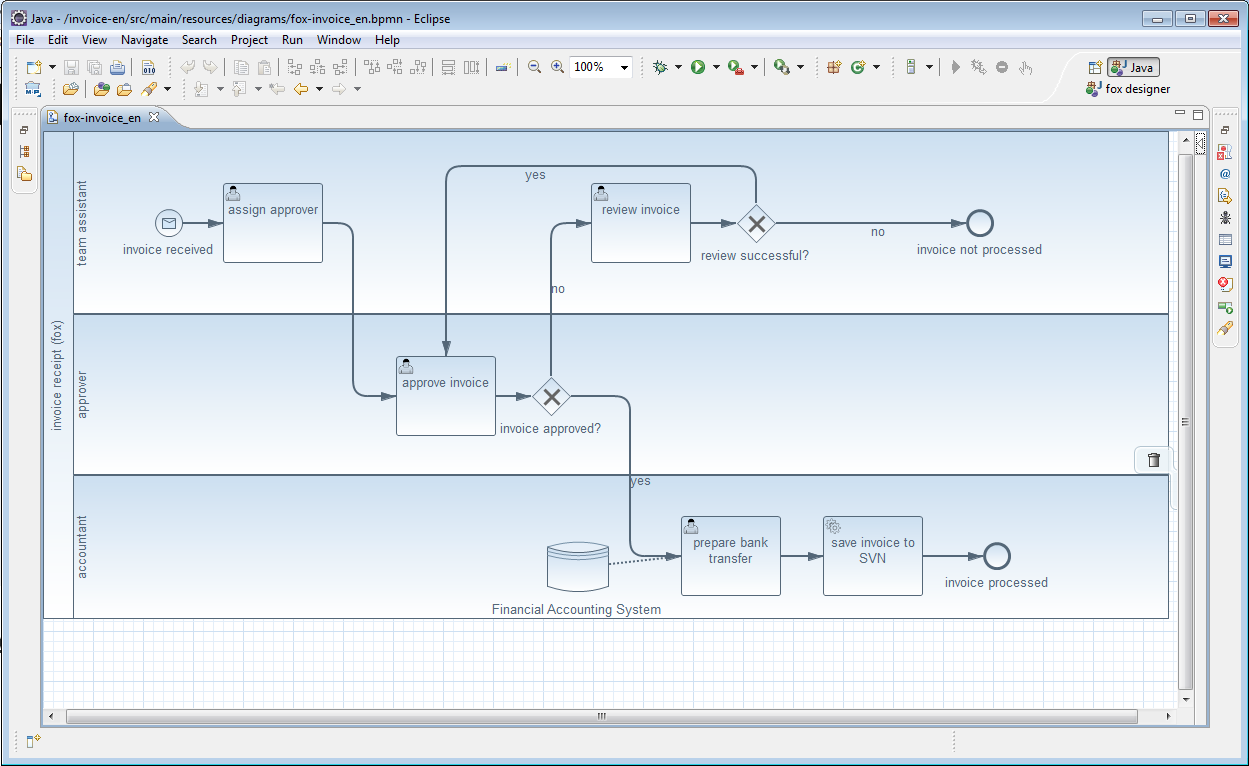 Java - /invoice-en/src/main/resources/diagrams/fox-invoice_en.bpmn - Eclipse
File Edit View Navigate Search Project Run Window Help
010
100%
Java
fox designer
fox-invoice_en
@
invoice receipt (fox)
team assistant
yes
assign approver
review invoice
invoice received
no
review successful?
invoice not processed
no
approver
approve invoice
invoice approved?
yes
accountant
prepare bank
transfer
save invoice to
SVN
invoice processed
Financial Accounting System